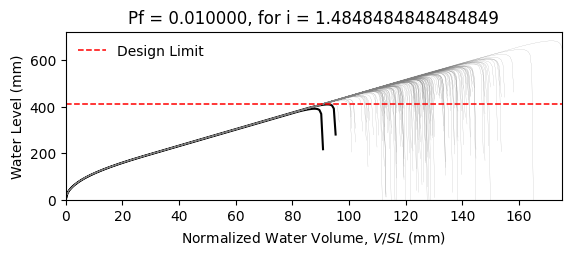 Pf = 0.010000, for i = 1.4848484848484849
Design Limit
Water Level (mm)
600
400
200
0
0 20 40 60 80 100 120 140 160
Normalized Water Volume, V/SL (mm)